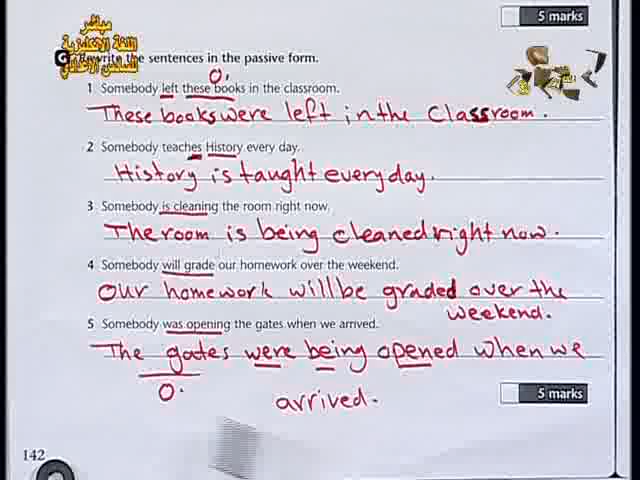 5 marks
مباشر
اللغة الانكليزية
للسادس الاعدادي
G Rewrite the sentences in the passive form.
O.
1 Somebody left these books in the classroom.
These books were left in the classroom.
2 Somebody teaches History every day.
History is taught everyday.
3 Somebody is cleaning the room right now.
The room is being cleaned right now.
4 Somebody will grade our homework over the weekend.
Our homework will be graded over the
weekend.
5 Somebody was opening the gates when we arrived.
The gates were being opened when we
O.
arrived.
5 marks
142